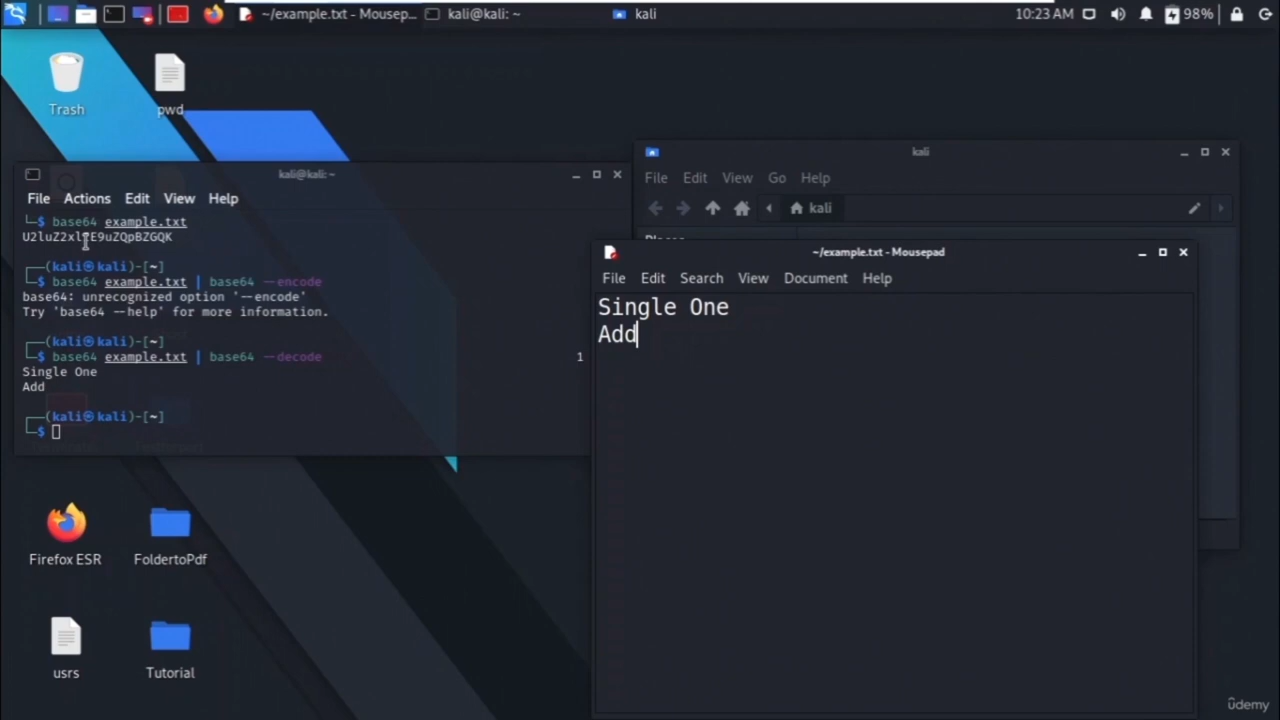 ~/example.txt - Mousep...
kali@kali: ~
kali
10:23 AM
98%
Trash
pwd
kali@kali: ~
File Actions Edit View Help
└─$ base64 example.txt
┌──(kali㉿kali)-[~]
└─$ base64 example.txt | base64 --encode
base64: unrecognized option '--encode'
Try 'base64 --help' for more information.
┌──(kali㉿kali)-[~]
└─$ base64 example.txt | base64 --decode
1
Single One
Add
┌──(kali㉿kali)-[~]
└─$
kali
File Edit View Go Help
kali
~/example.txt - Mousepad
File Edit Search View Document Help
Single One
Add
Firefox ESR
FoldertoPdf
usrs
Tutorial
ûdemy